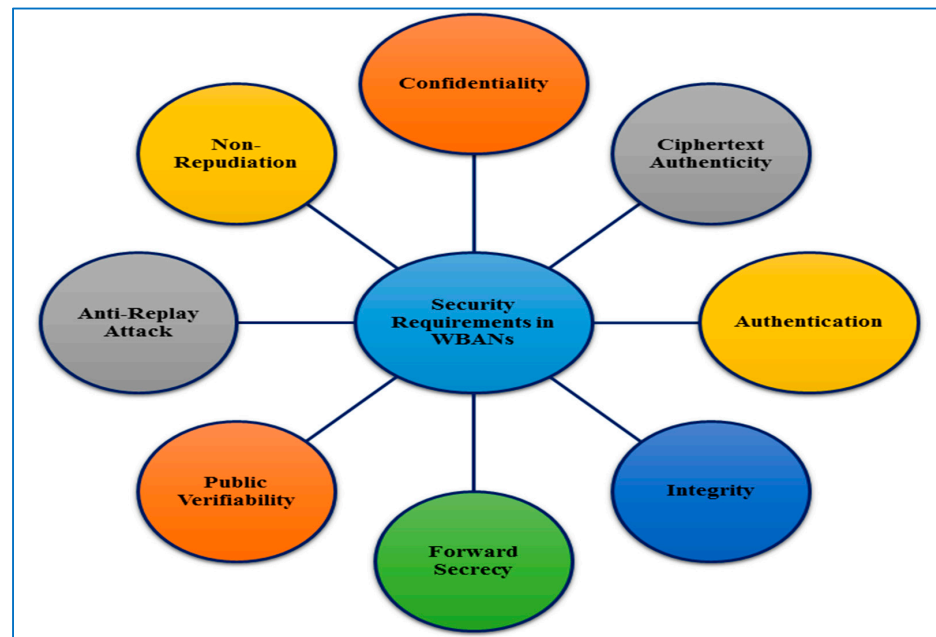 Confidentiality
Ciphertext
Authenticity
Authentication
Integrity
Forward
Secrecy
Public
Verifiability
Anti-Replay
Attack
Non-
Repudiation
Security
Requirements in
WBANs